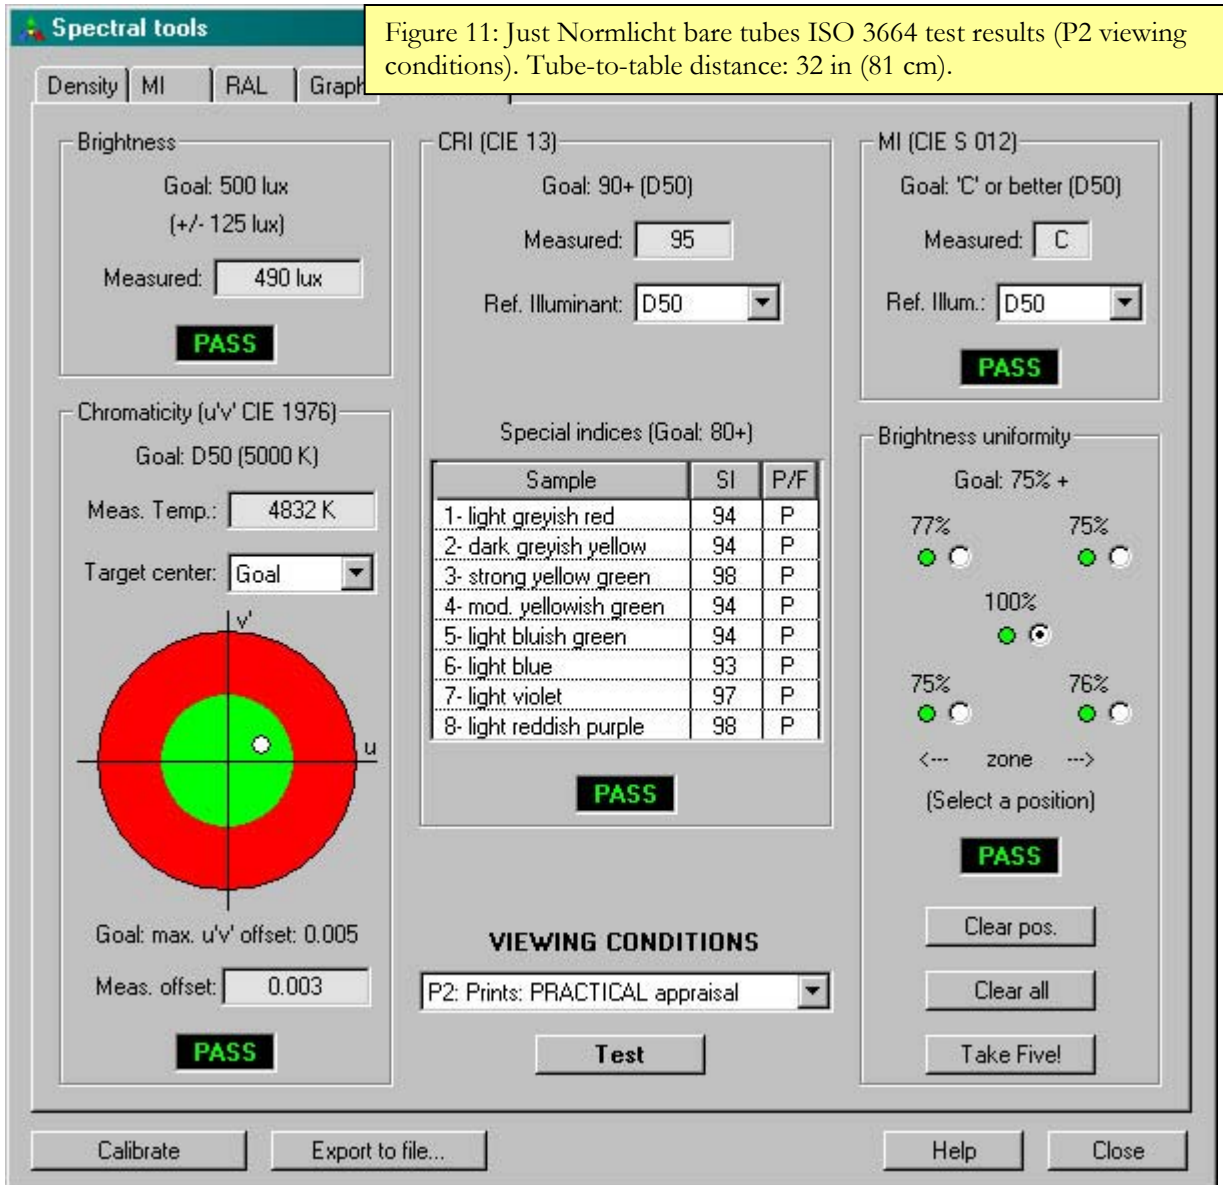 Spectral tools
Figure 11: Just Normlicht bare tubes ISO 3664 test results (P2 viewing
conditions). Tube-to-table distance: 32 in (81 cm).
Density MI RAL Graph
Brightness
Goal: 500 lux
(+/- 125 lux)
Measured: 490 lux
PASS
Chromaticity (u'v' CIE 1976)
Goal: D50 (5000 K)
Meas. Temp.: 4832 K
Target center: Goal
v'
u
Goal: max. u'v' offset: 0.005
Meas. offset: 0.003
PASS
CRI (CIE 13)
Goal: 90+ (D50)
Measured: 95
Ref. Illuminant: D50
Special indices (Goal: 80+)
Sample SI P/F
1- light greyish red 94 P
2- dark greyish yellow 94 P
3- strong yellow green 98 P
4- mod. yellowish green 94 P
5- light bluish green 94 P
6- light blue 93 P
7- light violet 97 P
8- light reddish purple 98 P
PASS
VIEWING CONDITIONS
P2: Prints: PRACTICAL appraisal
Test
MI (CIE S 012)
Goal: 'C' or better (D50)
Measured: C
Ref. Illum.: D50
PASS
Brightness uniformity
Goal: 75% +
77% 75%
100%
75% 76%
<--- zone --->
(Select a position)
PASS
Clear pos.
Clear all
Take Five!
Calibrate Export to file... Help Close